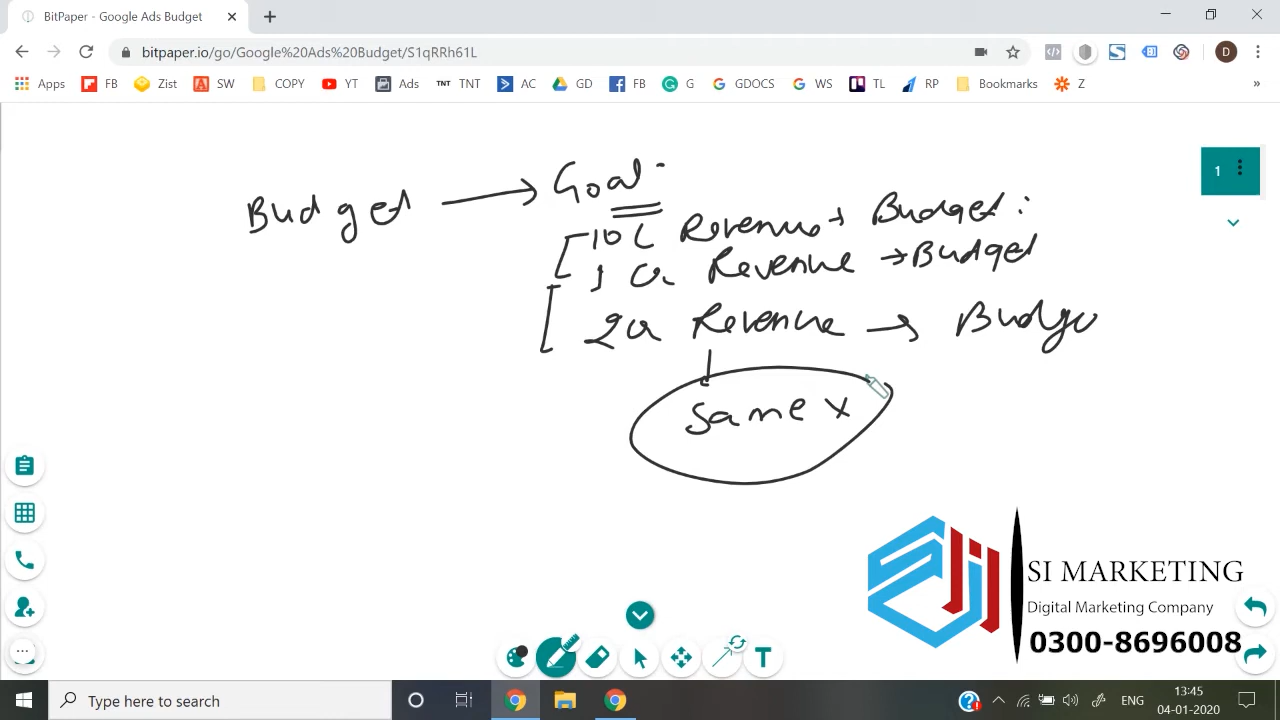 BitPaper - Google Ads Budget
bitpaper.io/go/Google%20Ads%20Budget/S1qRRh61L
D
Apps FB Zist SW COPY YT Ads TNT TNT AC GD FB G GDOCS WS TL RP Bookmarks Z »
1
Budget → Goal
10 L Revenue → Budget :
1 Cr Revenue → Budget
2 Cr Revenue → Budge
Same x
SI MARKETING
Digital Marketing Company
0300-8696008
T
Type here to search
ENG
13:45
04-01-2020